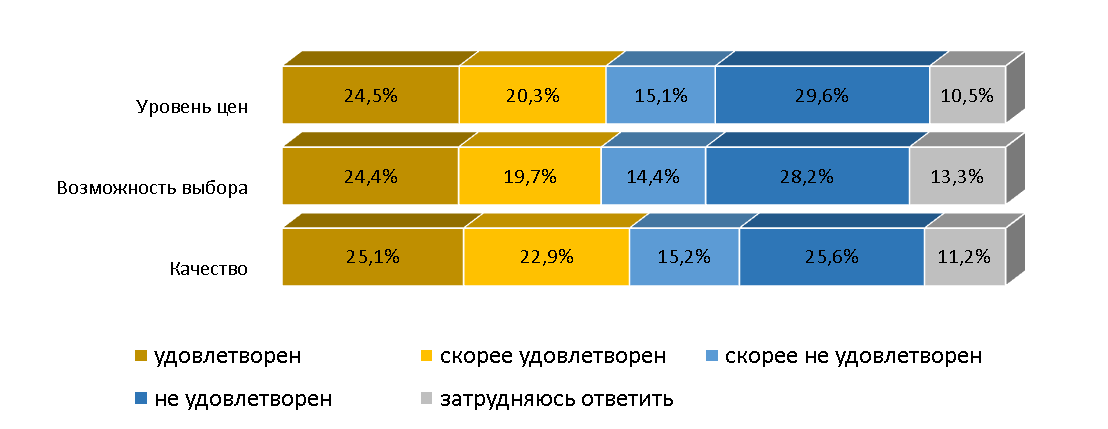 Уровень цен 24,5% 20,3% 15,1% 29,6% 10,5%
Возможность выбора 24,4% 19,7% 14,4% 28,2% 13,3%
Качество 25,1% 22,9% 15,2% 25,6% 11,2%
удовлетворен скорее удовлетворен скорее не удовлетворен
не удовлетворен затрудняюсь ответить